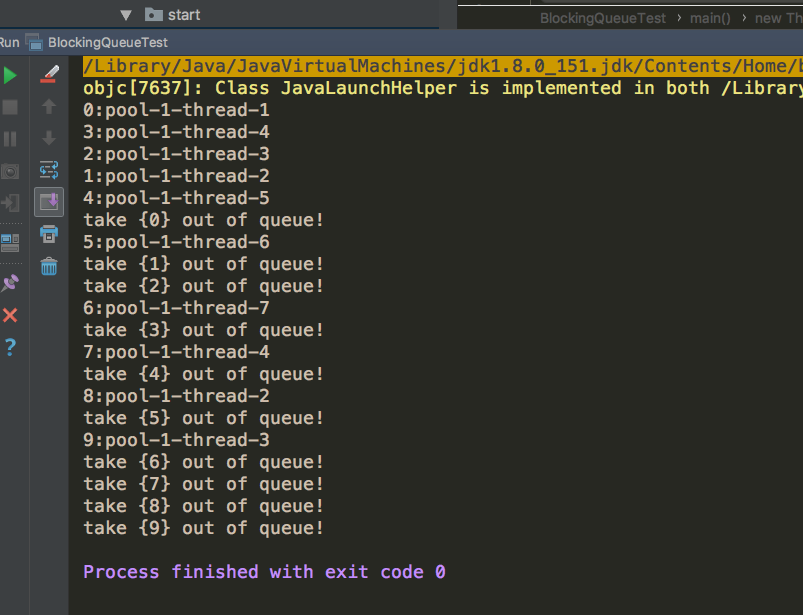 start
BlockingQueueTest › main() › new Th
Run BlockingQueueTest
/Library/Java/JavaVirtualMachines/jdk1.8.0_151.jdk/Contents/Home/b
objc[7637]: Class JavaLaunchHelper is implemented in both /Library
0:pool-1-thread-1
3:pool-1-thread-4
2:pool-1-thread-3
1:pool-1-thread-2
4:pool-1-thread-5
take {0} out of queue!
5:pool-1-thread-6
take {1} out of queue!
take {2} out of queue!
6:pool-1-thread-7
take {3} out of queue!
7:pool-1-thread-4
take {4} out of queue!
8:pool-1-thread-2
take {5} out of queue!
9:pool-1-thread-3
take {6} out of queue!
take {7} out of queue!
take {8} out of queue!
take {9} out of queue!
Process finished with exit code 0